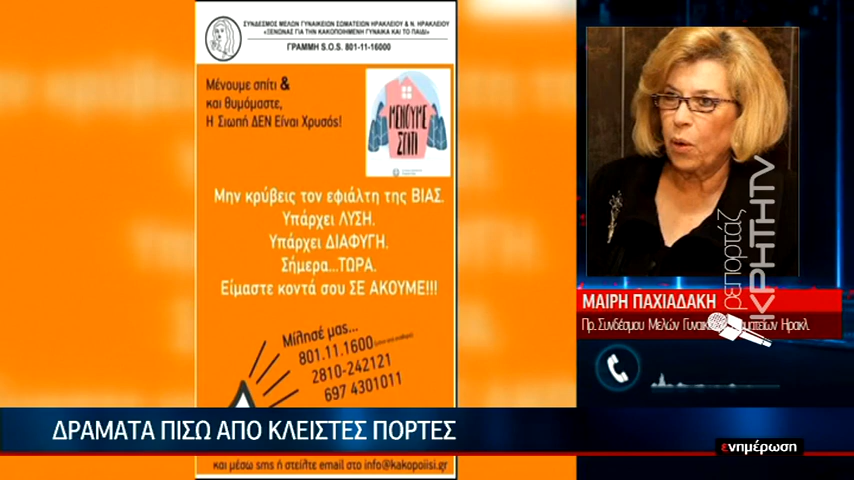 ΣΥΝΔΕΣΜΟΣ ΜΕΛΩΝ ΓΥΝΑΙΚΕΙΩΝ ΣΩΜΑΤΕΙΩΝ ΗΡΑΚΛΕΙΟΥ & Ν. ΗΡΑΚΛΕΙΟΥ
«ΞΕΝΩΝΑΣ ΓΙΑ ΤΗΝ ΚΑΚΟΠΟΙΗΜΕΝΗ ΓΥΝΑΙΚΑ ΚΑΙ ΤΟ ΠΑΙΔΙ»
ΓΡΑΜΜΗ S.O.S. 801-11-16000
Μένουμε σπίτι &
και θυμόμαστε,
Η Σιωπή ΔΕΝ Είναι Χρυσός!
ΜΕΝΟΥΜΕ
ΣΠΙΤΙ
Μην κρύβεις τον εφιάλτη της ΒΙΑΣ.
Υπάρχει ΛΥΣΗ.
Υπάρχει ΔΙΑΦΥΓΗ.
Σήμερα...ΤΩΡΑ.
Είμαστε κοντά σου ΣΕ ΑΚΟΥΜΕ!!!
Μίλησέ μας...
801.11.1600
2810-242121
697 4301011
και μέσω sms ή στείλτε email στο info@kakopoiisi.gr
ρεπορτάζ
ΚΡΗΤΗTV
ΜΑΙΡΗ ΠΑΧΙΑΔΑΚΗ
Πρ. Συνδέσμου Μελών Γυναικ Ηρακλ.
ΔΡΑΜΑΤΑ ΠΙΣΩ ΑΠΟ ΚΛΕΙΣΤΕΣ ΠΟΡΤΕΣ
ενημέρωση